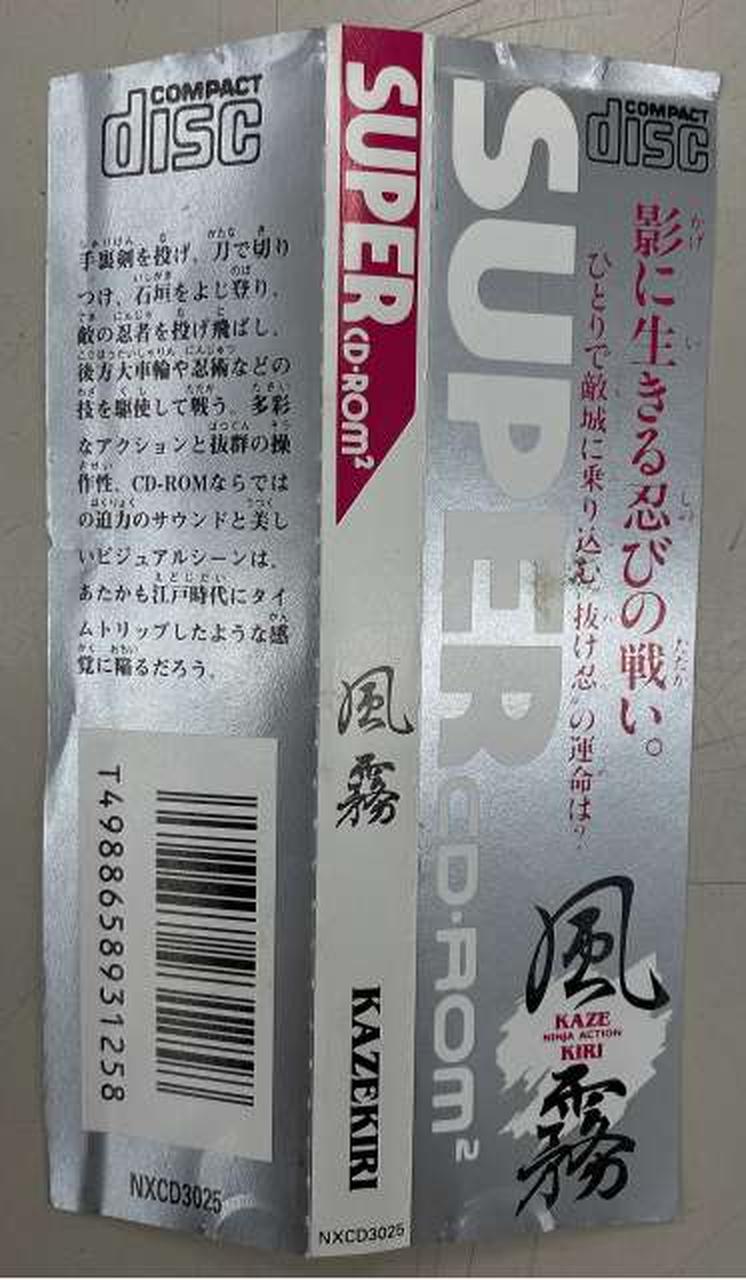 COMPACT
disc
手裏剣を投げ、刀で切り
つけ、石垣をよじ登り、
敵の忍者を投げ飛ばし、
後方大車輪や忍術などの
技を駆使して戦う。多彩
なアクションと抜群の操
作性、CD-ROMならでは
の迫力のサウンドと美し
いビジュアルシーンは、
あたかも江戸時代にタイ
ムトリップしたような感
覚に陥るだろう。
T4988658931258
NXCD3025
SUPER CD-ROM²
風霧
KAZEKIRI
NXCD3025
SUPER CD-ROM²
COMPACT
disc
影に生きる忍びの戦い。
ひとりで敵城に乗り込む“抜け忍”の運命は?
風
KAZE
NINJA ACTION
KIRI
霧